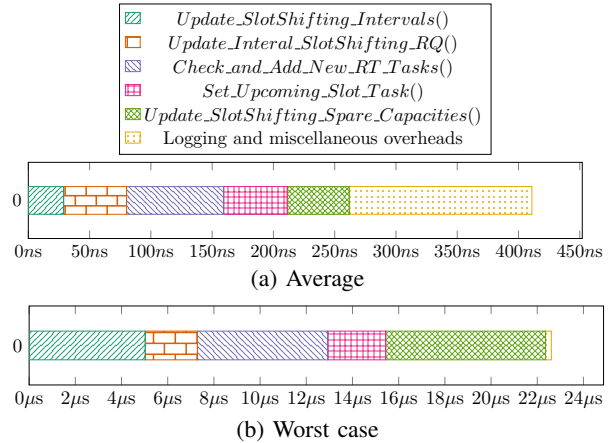 Update_SlotShifting_Intervals()
Update_Interal_SlotShifting_RQ()
Check_and_Add_New_RT_Tasks()
Set_Upcoming_Slot_Task()
Update_SlotShifting_Spare_Capacities()
Logging and miscellaneous overheads
0
0ns 50ns 100ns 150ns 200ns 250ns 300ns 350ns 400ns 450ns
(a) Average
0
0μs 2μs 4μs 6μs 8μs 10μs 12μs 14μs 16μs 18μs 20μs 22μs 24μs
(b) Worst case